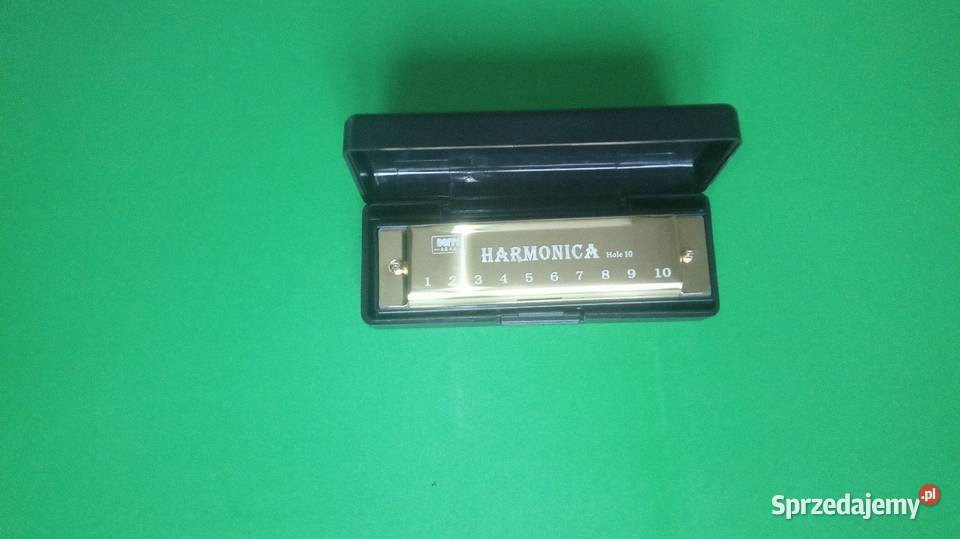 HARMONICA Hole 10
1 2 3 4 5 6 7 8 9 10
Sprzedajemy.pl